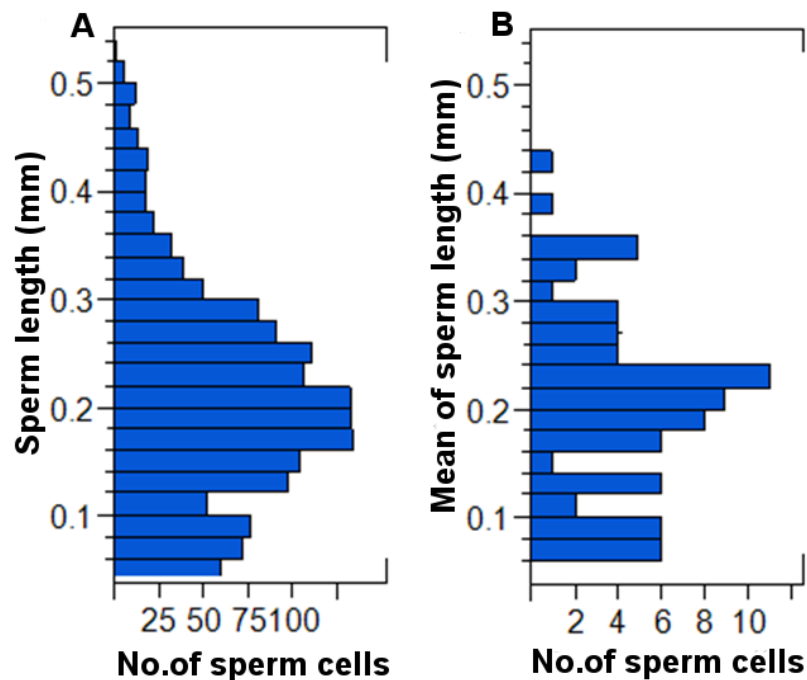 A
Sperm length (mm)
0.5
0.4
0.3
0.2
0.1
25 50 75100
No.of sperm cells
B
Mean of sperm length (mm)
0.5
0.4
0.3
0.2
0.1
2 4 6 8 10
No.of sperm cells